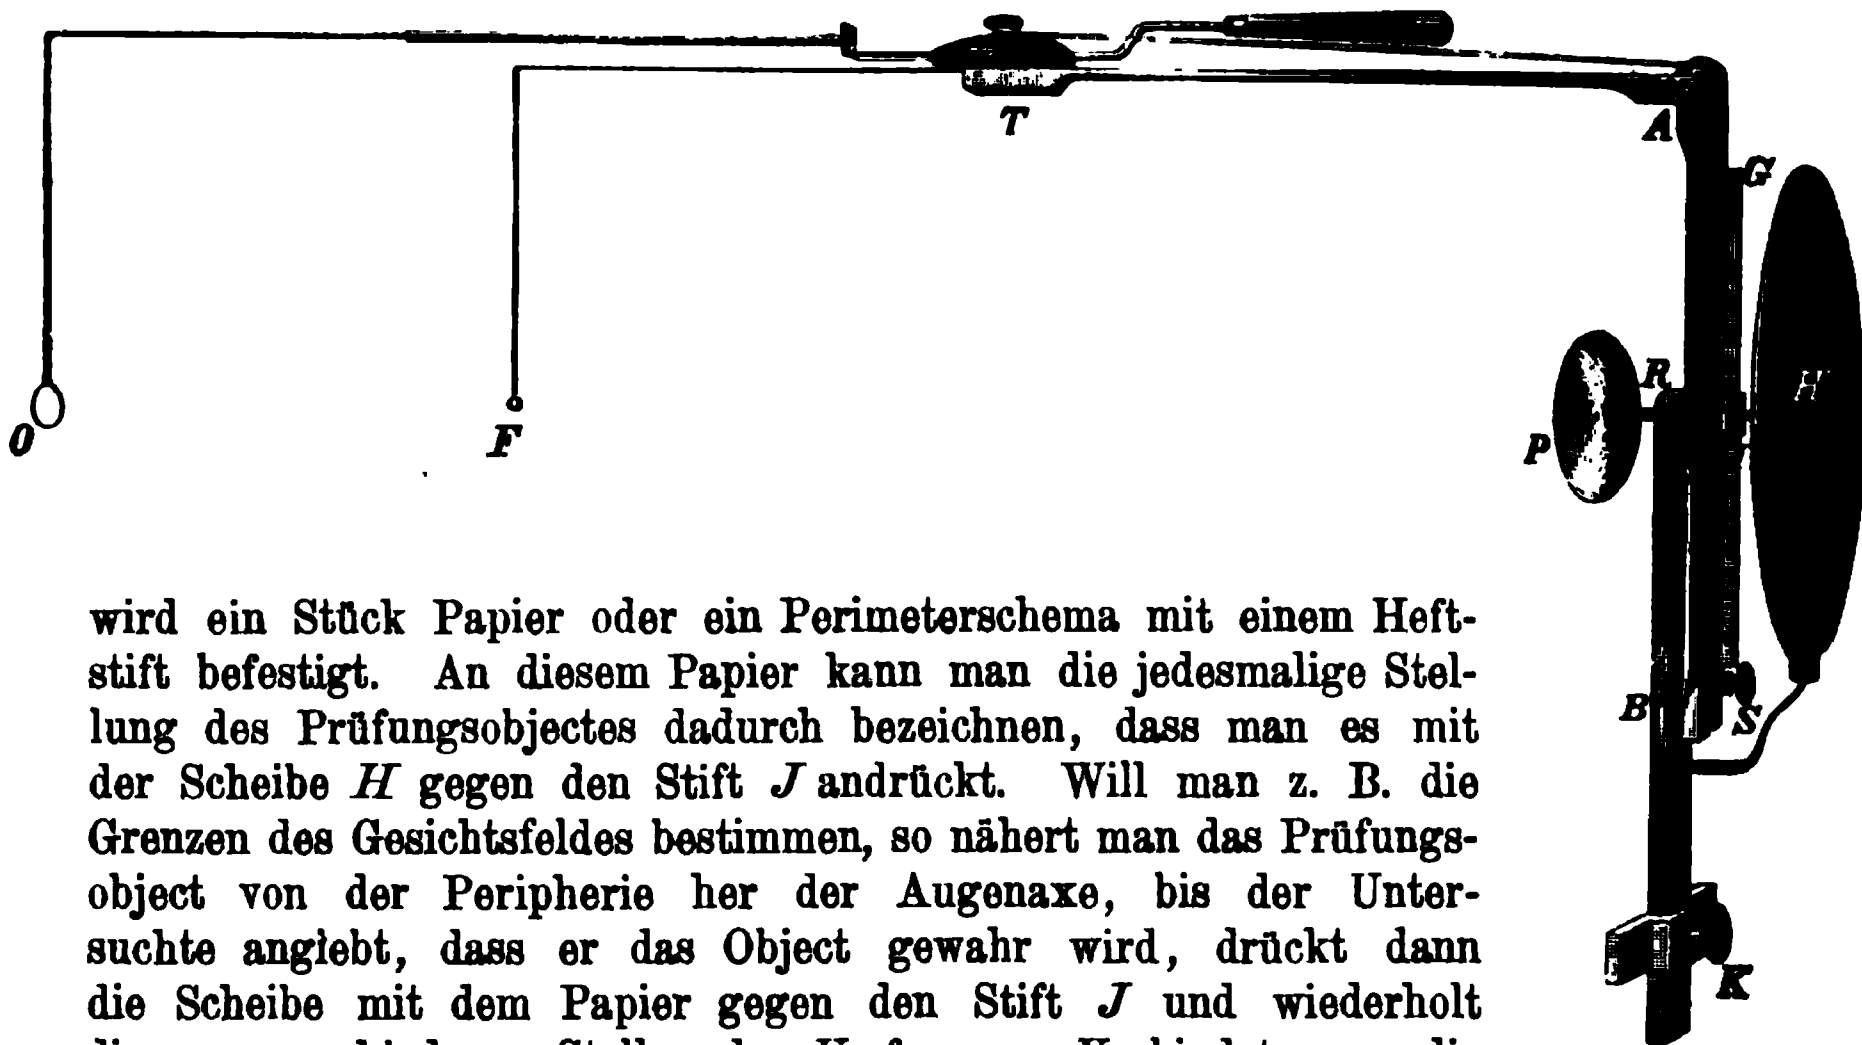 T
A
G
H
R
P
O
F
B
S
K
wird ein Stück Papier oder ein Perimeterschema mit einem Heft-
stift befestigt. An diesem Papier kann man die jedesmalige Stel-
lung des Prüfungsobjectes dadurch bezeichnen, dass man es mit
der Scheibe H gegen den Stift J andrückt. Will man z. B. die
Grenzen des Gesichtsfeldes bestimmen, so nähert man das Prüfungs-
object von der Peripherie her der Augenaxe, bis der Unter-
suchte angiebt, dass er das Object gewahr wird, drückt dann
die Scheibe mit dem Papier gegen den Stift J und wiederholt